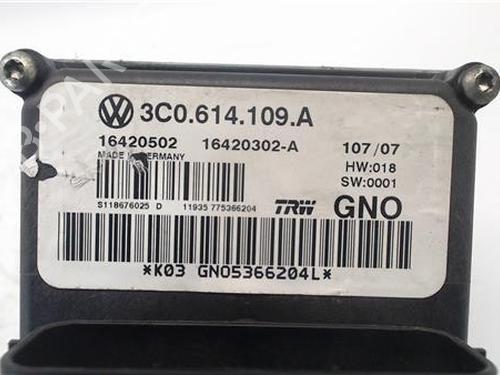 3C0.614.109.A
16420502 16420302-A 107/07
MADE IN GERMANY HW:018
SW:0001
S118676025 D 11935 775366204 TRW GNO
*K03 GNO5366204L*